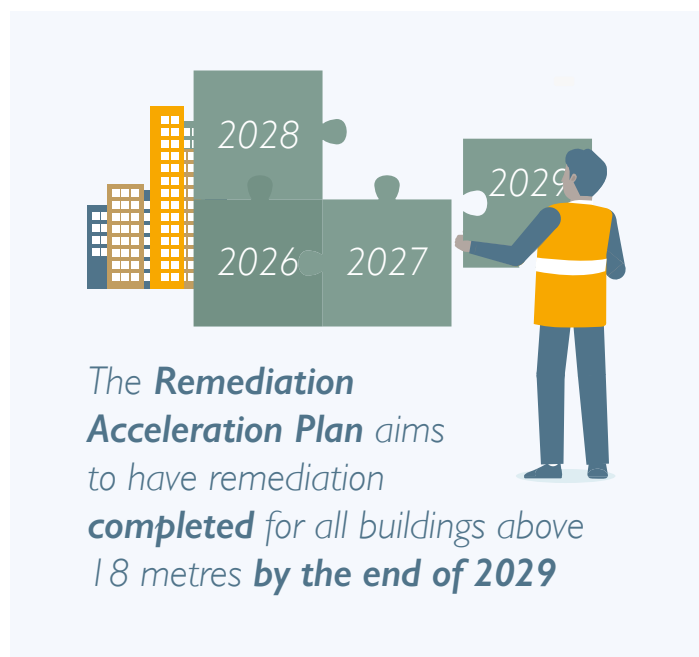 2028
2029
2026
2027
The Remediation
Acceleration Plan aims
to have remediation
completed for all buildings above
18 metres by the end of 2029